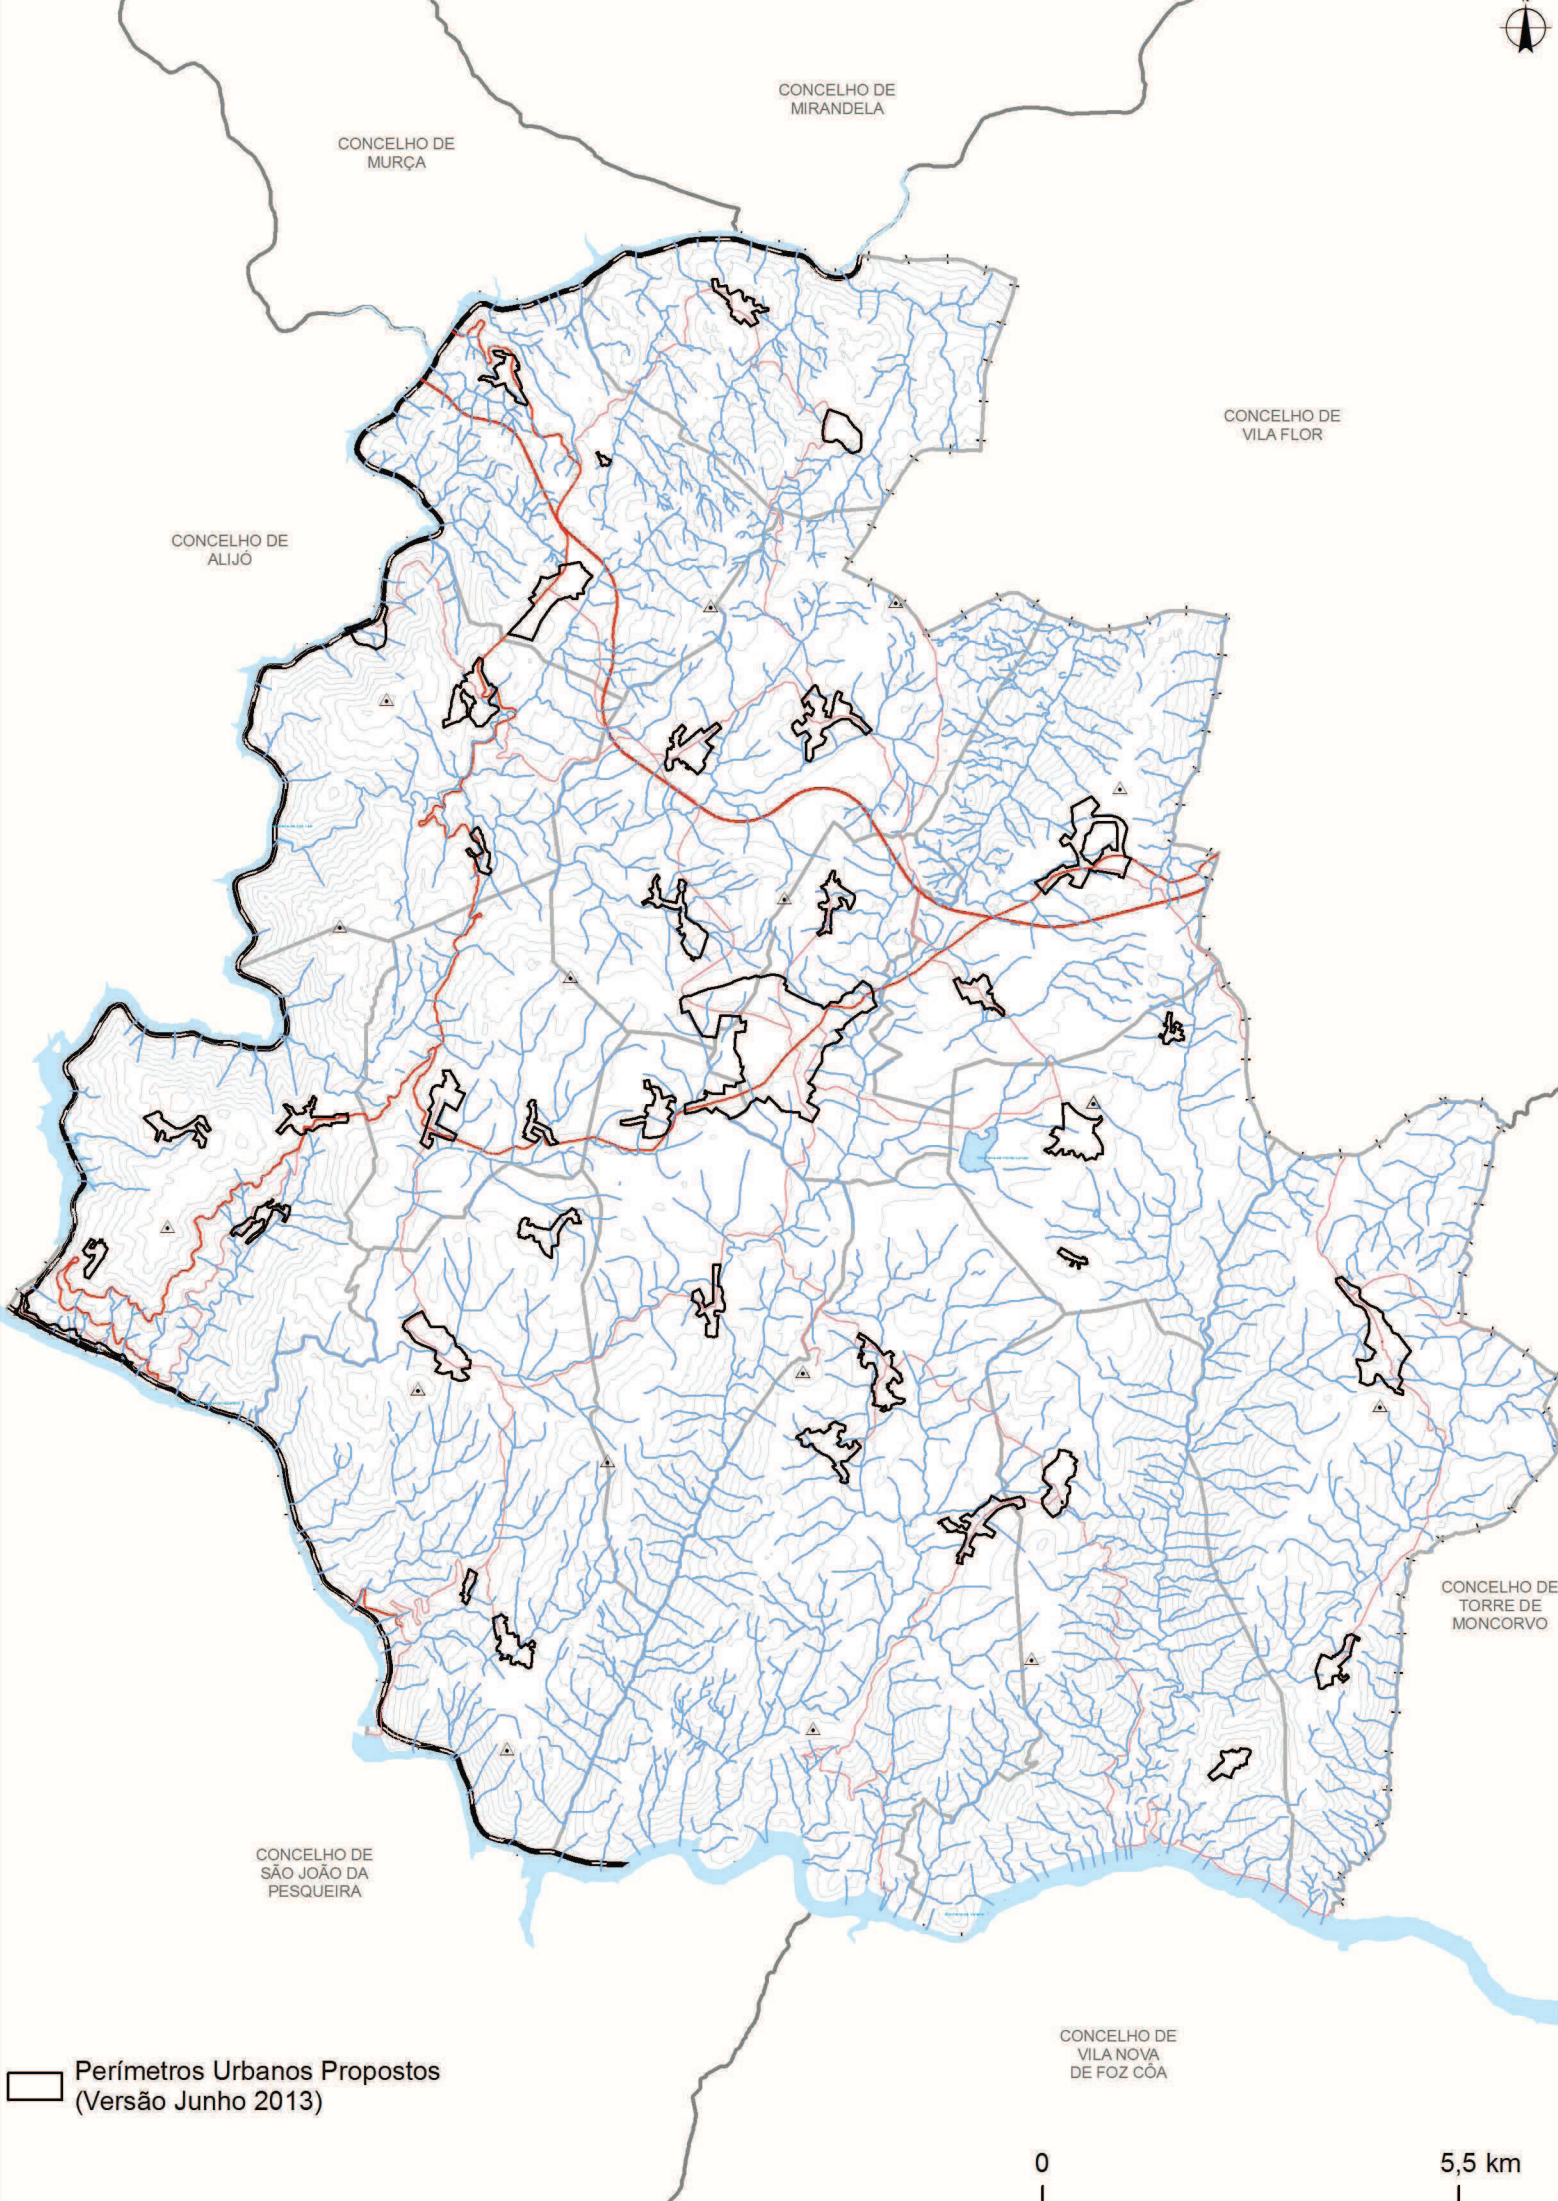 CONCELHO DE
MIRANDELA
CONCELHO DE
MURÇA
CONCELHO DE
VILA FLOR
CONCELHO DE
ALIJÓ
CONCELHO DE
TORRE DE
MONCORVO
CONCELHO DE
SÃO JOÃO DA
PESQUEIRA
CONCELHO DE
VILA NOVA
DE FOZ CÔA
Perímetros Urbanos Propostos
(Versão Junho 2013)
0 5,5 km